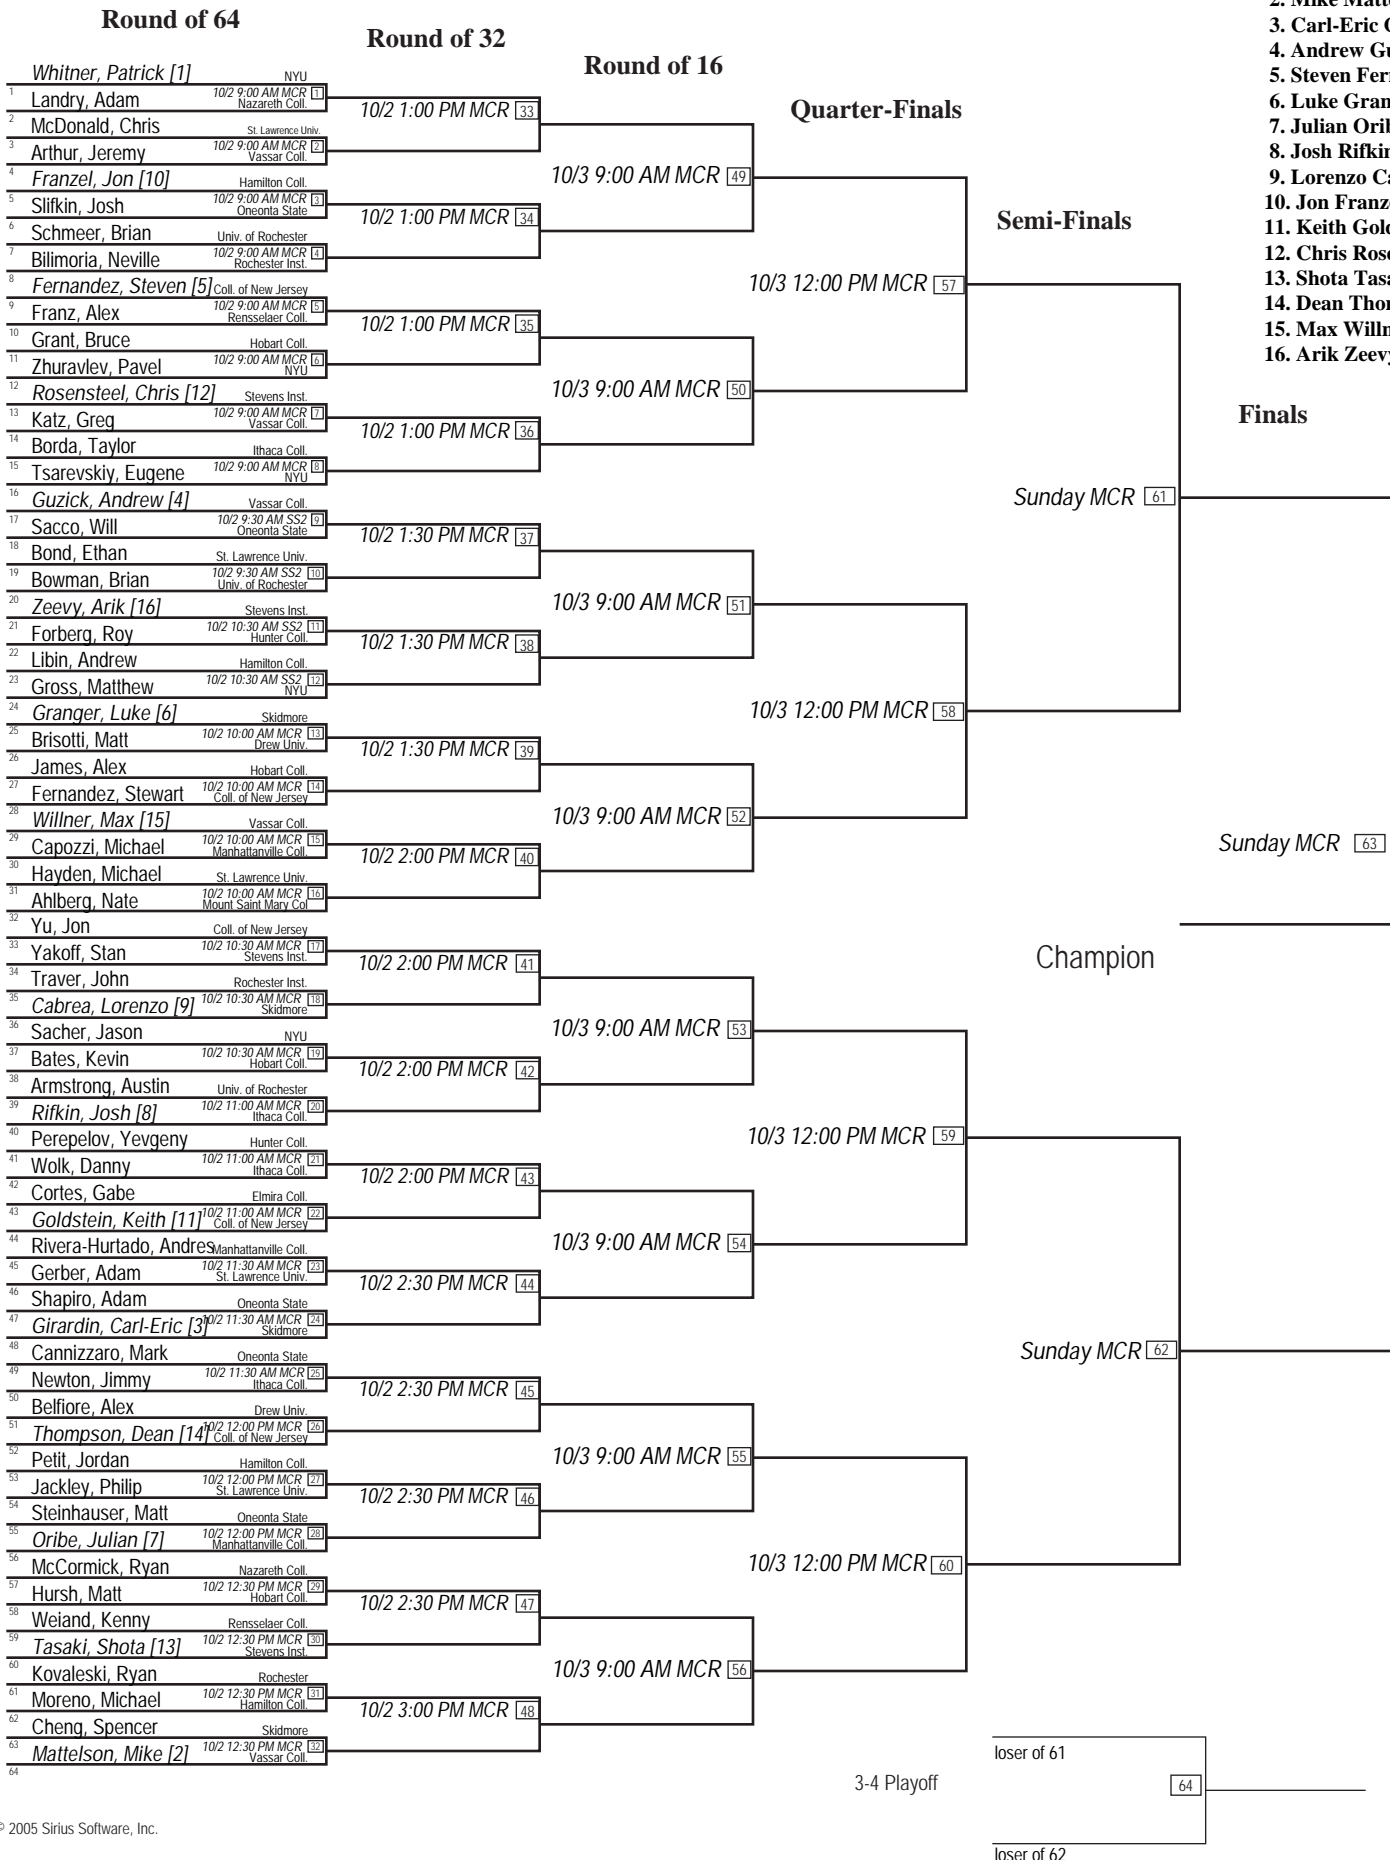 Round of 64
Round of 32
Round of 16
Quarter-Finals
Semi-Finals
Finals
3. Carl-Eric
4. Andrew
5. Steven
6. Luke
7. Julian
8. Josh
9. Lorenzo
10. Jon
11. Keith
12. Chris
13. Shota
14. Dean
15. Max
16. Arik
Whitner, Patrick [1] NYU
1 Landry, Adam 10/2 9:00 AM MCR 1 Nazareth Coll.
2 McDonald, Chris St. Lawrence Univ.
3 Arthur, Jeremy 10/2 9:00 AM MCR 2 Vassar Coll.
4 Franzel, Jon [10] Hamilton Coll.
5 Slifkin, Josh 10/2 9:00 AM MCR 3 Oneonta State
6 Schmeer, Brian Univ. of Rochester
7 Bilimoria, Neville 10/2 9:00 AM MCR 4 Rochester Inst.
8 Fernandez, Steven [5] Coll. of New Jersey
9 Franz, Alex 10/2 9:00 AM MCR 5 Rensselaer Coll.
10 Grant, Bruce Hobart Coll.
11 Zhuravlev, Pavel 10/2 9:00 AM MCR 6 NYU
12 Rosensteel, Chris [12] Stevens Inst.
13 Katz, Greg 10/2 9:00 AM MCR 7 Vassar Coll.
14 Borda, Taylor Ithaca Coll.
15 Tsarevskiy, Eugene 10/2 9:00 AM MCR 8 NYU
16 Guzick, Andrew [4] Vassar Coll.
17 Sacco, Will 10/2 9:30 AM SS2 9 Oneonta State
18 Bond, Ethan St. Lawrence Univ.
19 Bowman, Brian 10/2 9:30 AM SS2 10 Univ. of Rochester
20 Zeevy, Arik [16] Stevens Inst.
21 Forberg, Roy 10/2 10:30 AM SS2 11 Hunter Coll.
22 Libin, Andrew Hamilton Coll.
23 Gross, Matthew 10/2 10:30 AM SS2 12 NYU
24 Granger, Luke [6] Skidmore
25 Brisotti, Matt 10/2 10:00 AM MCR 13 Drew Univ.
26 James, Alex Hobart Coll.
27 Fernandez, Stewart 10/2 10:00 AM MCR 14 Coll. of New Jersey
28 Willner, Max [15] Vassar Coll.
29 Capozzi, Michael 10/2 10:00 AM MCR 15 Manhattanville Coll.
30 Hayden, Michael St. Lawrence Univ.
31 Ahlberg, Nate 10/2 10:00 AM MCR 16 Mount Saint Mary Col
32 Yu, Jon Coll. of New Jersey
33 Yakoff, Stan 10/2 10:30 AM MCR 17 Stevens Inst.
34 Traver, John Rochester Inst.
35 Cabrea, Lorenzo [9] 10/2 10:30 AM MCR 18 Skidmore
36 Sacher, Jason NYU
37 Bates, Kevin 10/2 10:30 AM MCR 19 Hobart Coll.
38 Armstrong, Austin Univ. of Rochester
39 Rifkin, Josh [8] 10/2 11:00 AM MCR 20 Ithaca Coll.
40 Perepelov, Yevgeny Hunter Coll.
41 Wolk, Danny 10/2 11:00 AM MCR 21 Ithaca Coll.
42 Cortes, Gabe Elmira Coll.
43 Goldstein, Keith [11] 10/2 11:00 AM MCR 22 Coll. of New Jersey
44 Rivera-Hurtado, Andres Manhattanville Coll.
45 Gerber, Adam 10/2 11:30 AM MCR 23 St. Lawrence Univ.
46 Shapiro, Adam Oneonta State
47 Girardin, Carl-Eric [3] 10/2 11:30 AM MCR 24 Skidmore
48 Cannizzaro, Mark Oneonta State
49 Newton, Jimmy 10/2 11:30 AM MCR 25 Ithaca Coll.
50 Belfiore, Alex Drew Univ.
51 Thompson, Dean [14] 10/2 12:00 PM MCR 26 Coll. of New Jersey
52 Petit, Jordan Hamilton Coll.
53 Jackley, Philip 10/2 12:00 PM MCR 27 St. Lawrence Univ.
54 Steinhauser, Matt Oneonta State
55 Oribe, Julian [7] 10/2 12:00 PM MCR 28 Manhattanville Coll.
56 McCormick, Ryan Nazareth Coll.
57 Hursh, Matt 10/2 12:30 PM MCR 29 Hobart Coll.
58 Weiand, Kenny Rensselaer Coll.
59 Tasaki, Shota [13] 10/2 12:30 PM MCR 30 Stevens Inst.
60 Kovaleski, Ryan Rochester
61 Moreno, Michael 10/2 12:30 PM MCR 31 Hamilton Coll.
62 Cheng, Spencer Skidmore
63 Mattelson, Mike [2] 10/2 12:30 PM MCR 32 Vassar Coll.
64
10/2 1:00 PM MCR 33
10/2 1:00 PM MCR 34
10/2 1:00 PM MCR 35
10/2 1:00 PM MCR 36
10/2 1:30 PM MCR 37
10/2 1:30 PM MCR 38
10/2 1:30 PM MCR 39
10/2 2:00 PM MCR 40
10/2 2:00 PM MCR 41
10/2 2:00 PM MCR 42
10/2 2:00 PM MCR 43
10/2 2:30 PM MCR 44
10/2 2:30 PM MCR 45
10/2 2:30 PM MCR 46
10/2 2:30 PM MCR 47
10/2 3:00 PM MCR 48
10/3 9:00 AM MCR 49
10/3 9:00 AM MCR 50
10/3 9:00 AM MCR 51
10/3 9:00 AM MCR 52
10/3 9:00 AM MCR 53
10/3 9:00 AM MCR 54
10/3 9:00 AM MCR 55
10/3 9:00 AM MCR 56
10/3 12:00 PM MCR 57
10/3 12:00 PM MCR 58
10/3 12:00 PM MCR 59
10/3 12:00 PM MCR 60
Sunday MCR 61
Sunday MCR 62
Sunday MCR 63
Champion
3-4 Playoff
loser of 61
64
loser of 62
© 2005 Sirius Software, Inc.